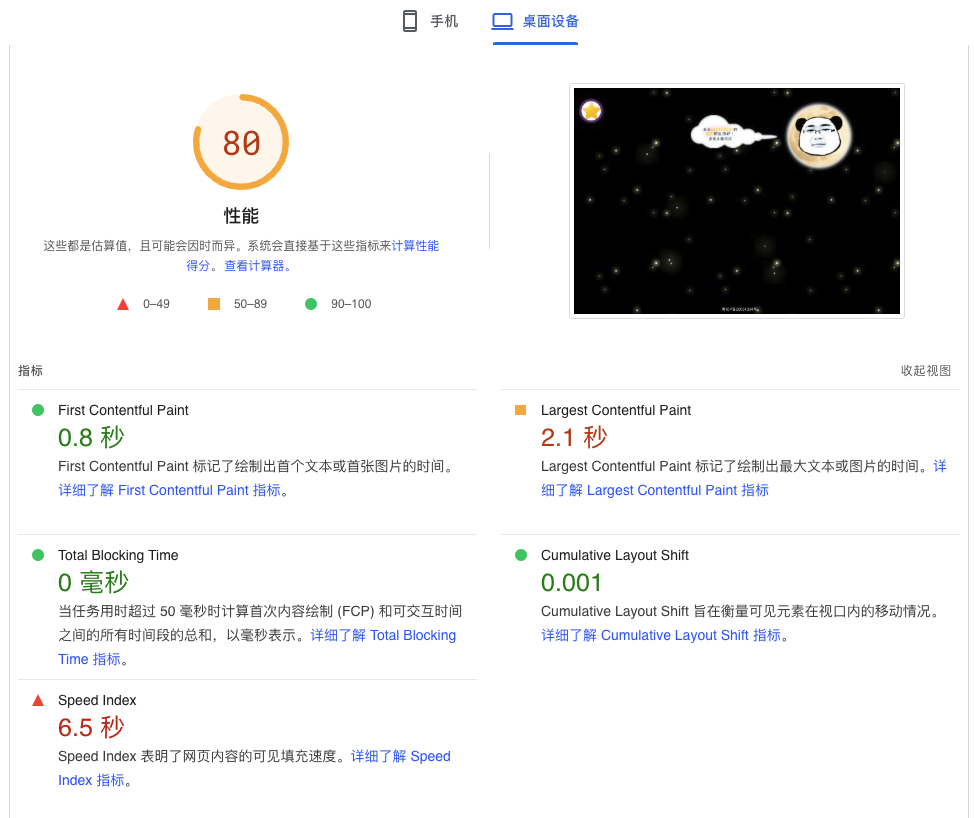 手机
桌面设备
80
性能
这些都是估算值，且可能会因时而异。系统会直接基于这些指标来计算性能
得分。查看计算器。
0–49
50–89
90–100
指标
收起视图
First Contentful Paint
0.8 秒
First Contentful Paint 标记了绘制出首个文本或首张图片的时间。
详细了解 First Contentful Paint 指标。
Largest Contentful Paint
2.1 秒
Largest Contentful Paint 标记了绘制出最大文本或图片的时间。详
细了解 Largest Contentful Paint 指标
Total Blocking Time
0 毫秒
当任务用时超过 50 毫秒时计算首次内容绘制 (FCP) 和可交互时间
之间的所有时间段的总和，以毫秒表示。详细了解 Total Blocking
Time 指标。
Cumulative Layout Shift
0.001
Cumulative Layout Shift 旨在衡量可见元素在视口内的移动情况。
详细了解 Cumulative Layout Shift 指标。
Speed Index
6.5 秒
Speed Index 表明了网页内容的可见填充速度。详细了解 Speed
Index 指标。